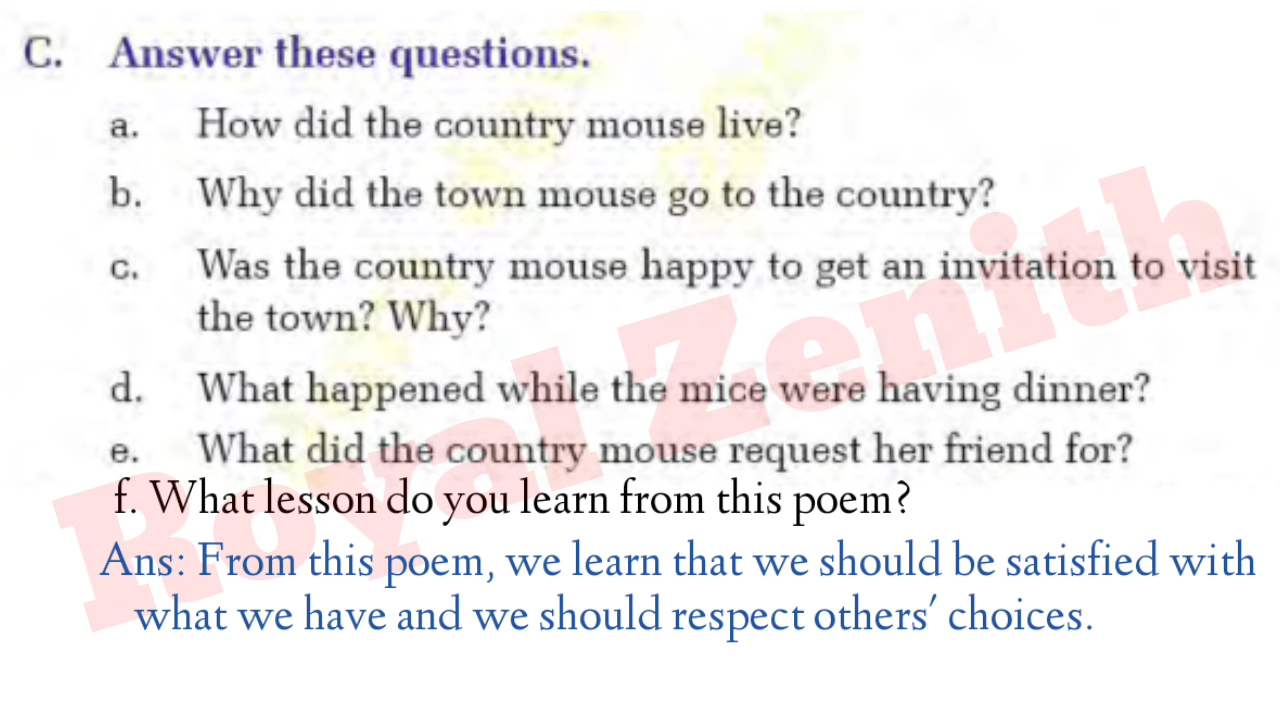 C. Answer these questions.
a. How did the country mouse live?
b. Why did the town mouse go to the country?
c. Was the country mouse happy to get an invitation to visit
the town? Why?
d. What happened while the mice were having dinner?
e. What did the country mouse request her friend for?
f. What lesson do you learn from this poem?
Ans: From this poem, we learn that we should be satisfied with
what we have and we should respect others' choices.
Royal Zenith